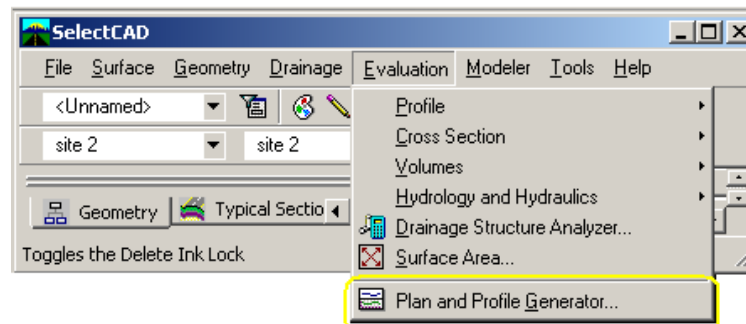 SelectCAD
File Surface Geometry Drainage Evaluation Modeler Tools Help
<Unnamed>
site 2 site 2
Profile
Cross Section
Volumes
Hydrology and Hydraulics
Drainage Structure Analyzer...
Surface Area...
Plan and Profile Generator...
Geometry Typical Sectio
Toggles the Delete Ink Lock